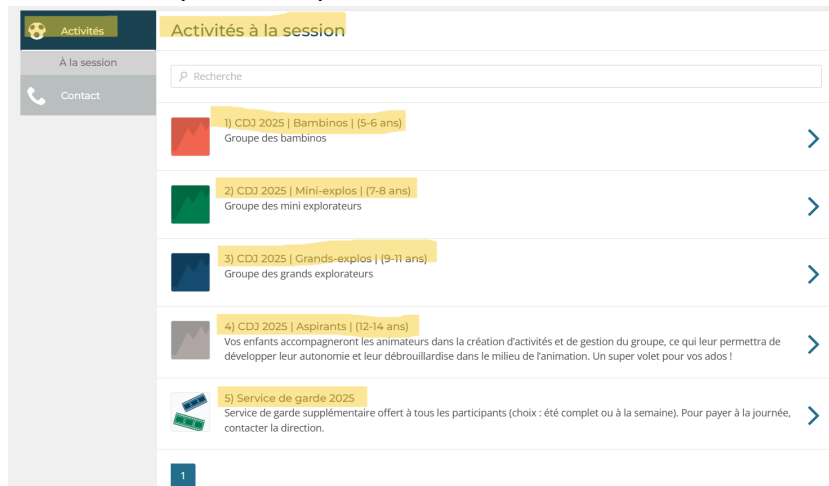 Activités
À la session
Contact
Activités à la session
Recherche
1) CDJ 2025 | Bambinos | (5-6 ans)
Groupe des bambinos
2) CDJ 2025 | Mini-explos | (7-8 ans)
Groupe des mini explorateurs
3) CDJ 2025 | Grands-explos | (9-11 ans)
Groupe des grands explorateurs
4) CDJ 2025 | Aspirants | (12-14 ans)
Vos enfants accompagneront les animateurs dans la création d'activités et de gestion du groupe, ce qui leur permettra de
développer leur autonomie et leur débrouillardise dans le milieu de l'animation. Un super volet pour vos ados !
5) Service de garde 2025
Service de garde supplémentaire offert à tous les participants (choix : été complet ou à la semaine). Pour payer à la journée,
contacter la direction.
1